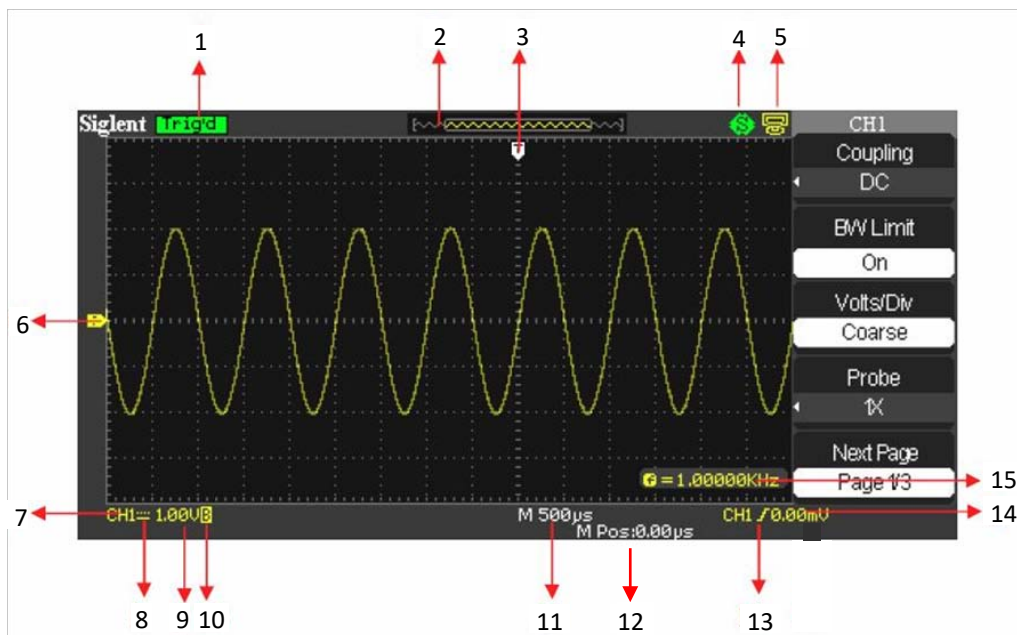 1 2 3 4 5
Siglent Trig'd S CH1
Coupling
DC
BW Limit
On
Volts/Div
Coarse
6
Probe
1X
Next Page
f = 1.00000KHz Page 1/3 15
7 CH1 1.00V B M 500µs CH1 0.00mV 14
M Pos:0.00µs
8 9 10 11 12 13